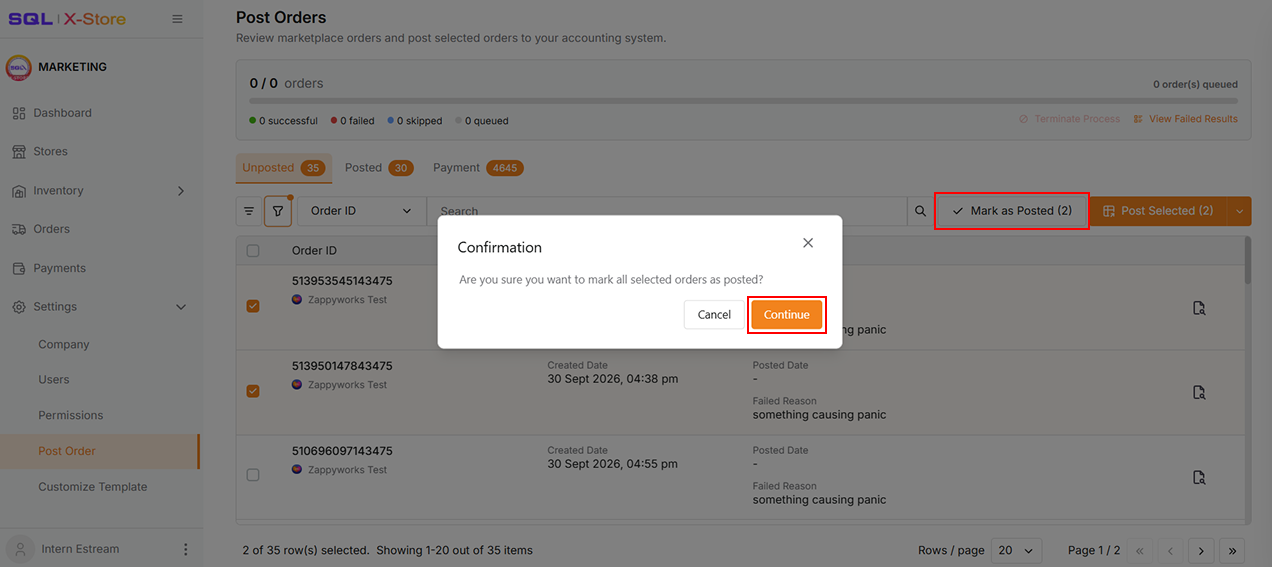 SQL | X-Store
MARKETING
Dashboard
Stores
Inventory
Orders
Payments
Settings
Company
Users
Permissions
Post Order
Customize Template
Intern Estream
Post Orders
Review marketplace orders and post selected orders to your accounting system.
0 / 0 orders
0 order(s) queued
0 successful 0 failed 0 skipped 0 queued
Terminate Process View Failed Results
Unposted 35 Posted 30 Payment 4645
Order ID Search Mark as Posted (2) Post Selected (2)
Order ID
Confirmation
Are you sure you want to mark all selected orders as posted?
Cancel Continue
513953545143475
Zappyworks Test
ng panic
513950147843475
Zappyworks Test
Created Date
30 Sept 2026, 04:38 pm
Posted Date
-
Failed Reason
something causing panic
510696097143475
Zappyworks Test
Created Date
30 Sept 2026, 04:55 pm
Posted Date
-
Failed Reason
something causing panic
2 of 35 row(s) selected. Showing 1-20 out of 35 items
Rows / page 20 Page 1 / 2